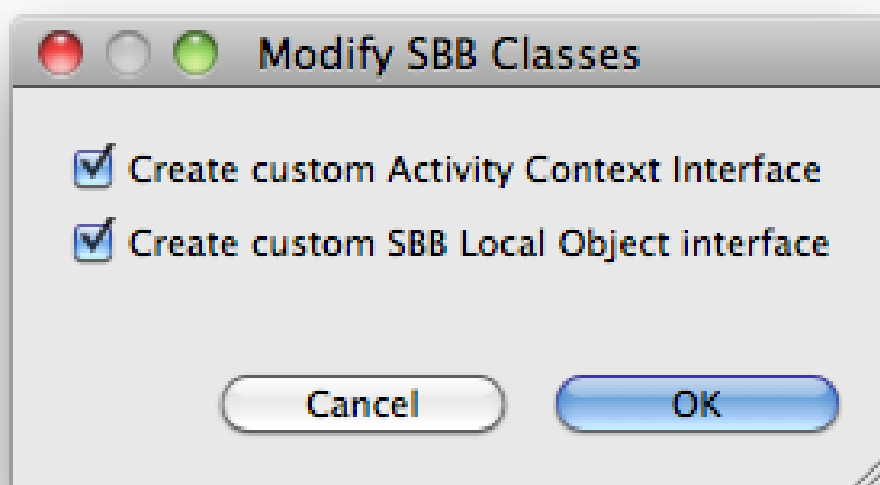 Modify SBB Classes
Create custom Activity Context Interface
Create custom SBB Local Object interface
Cancel
OK